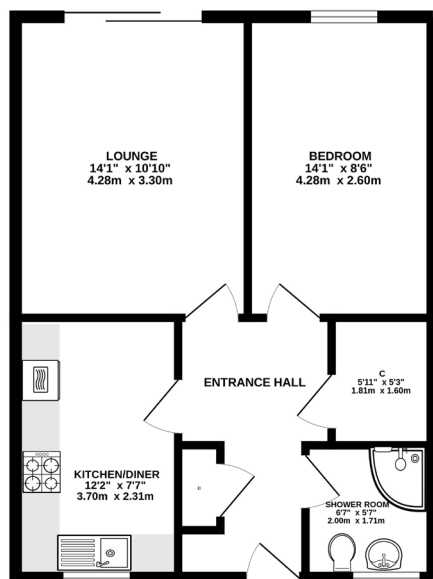 LOUNGE
14'1" x 10'10"
4.28m x 3.30m
BEDROOM
14'1" x 8'6"
4.28m x 2.60m
ENTRANCE HALL
C
5'11" x 5'3"
1.81m x 1.60m
KITCHEN/DINER
12'2" x 7'7"
3.70m x 2.31m
C
SHOWER ROOM
6'7" x 5'7"
2.00m x 1.71m